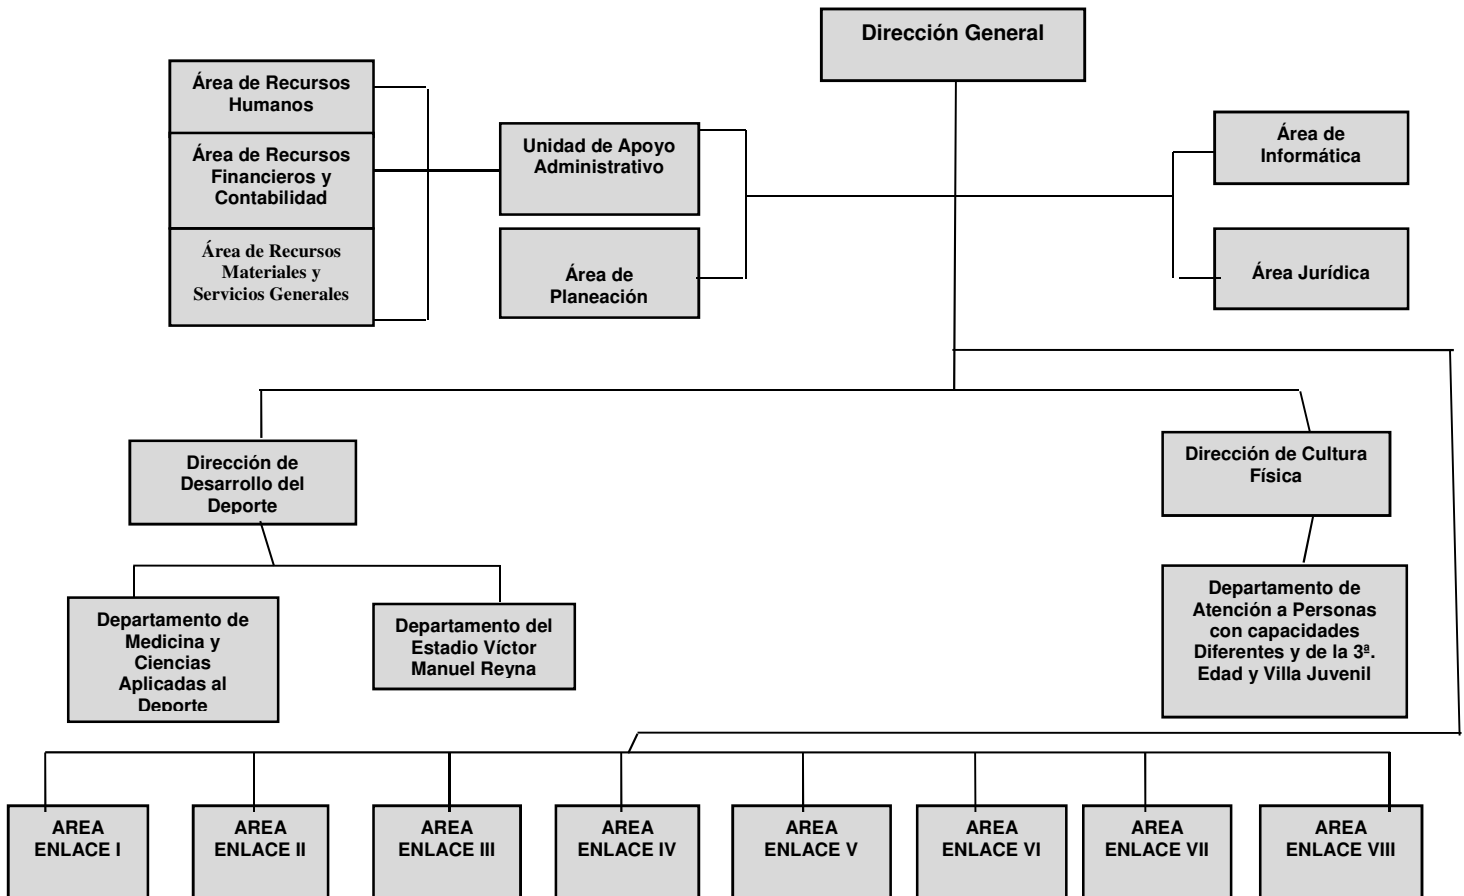 Dirección General
Área de Recursos
Humanos
Área de Recursos
Financieros y
Contabilidad
Área de Recursos
Materiales y
Servicios Generales
Unidad de Apoyo
Administrativo
Área de
Planeación
Área de
Informática
Área Jurídica
Dirección de
Desarrollo del
Deporte
Dirección de Cultura
Física
Departamento de
Medicina y
Ciencias
Aplicadas al
Deporte
Departamento del
Estadio Víctor
Manuel Reyna
Departamento de
Atención a Personas
con capacidades
Diferentes y de la 3ª.
Edad y Villa Juvenil
AREA
ENLACE I
AREA
ENLACE II
AREA
ENLACE III
AREA
ENLACE IV
AREA
ENLACE V
AREA
ENLACE VI
AREA
ENLACE VII
AREA
ENLACE VIII